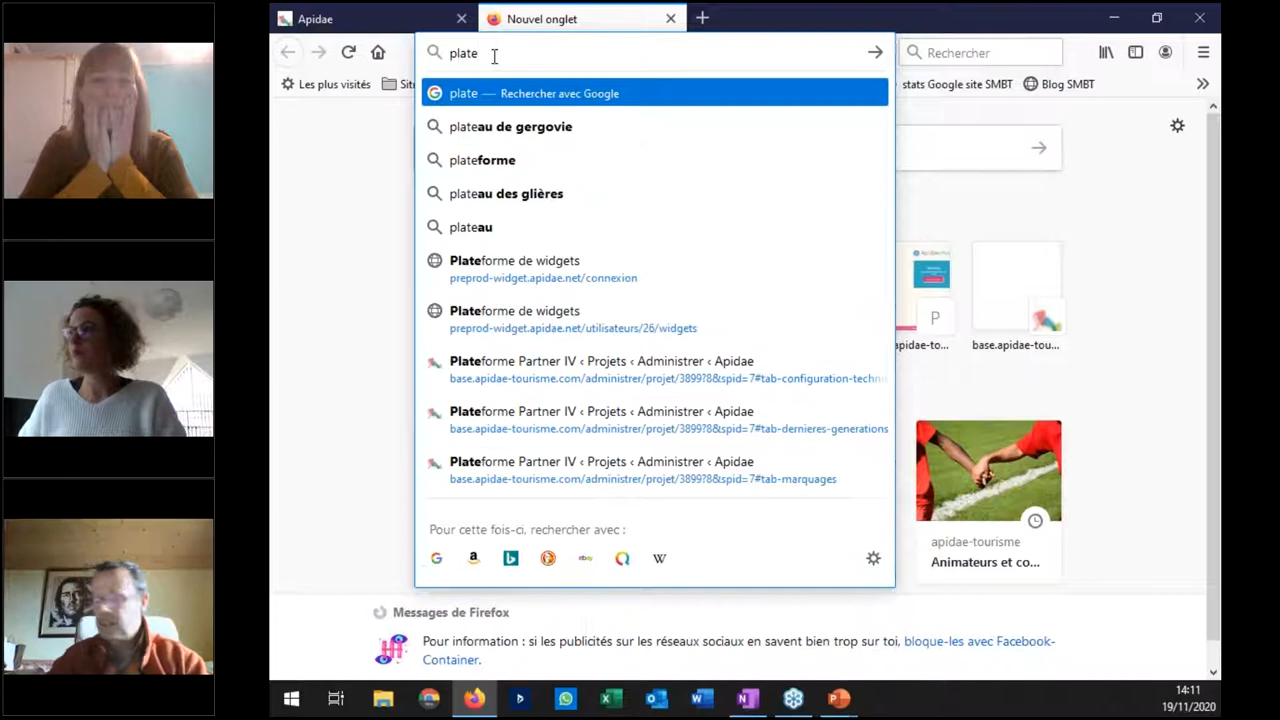 Apidae
Nouvel onglet
plate
Rechercher
Les plus visités
Sit
stats Google site SMBT
Blog SMBT
plate — Rechercher avec Google
plateau de gergovie
plateforme
plateau des glières
plateau
Plateforme de widgets
preprod-widget.apidae.net/connexion
Plateforme de widgets
preprod-widget.apidae.net/utilisateurs/26/widgets
Plateforme Partner IV ‹ Projets ‹ Administrer ‹ Apidae
base.apidae-tourisme.com/administrer/projet/3899?8&spid=7#tab-configuration-techni
Plateforme Partner IV ‹ Projets ‹ Administrer ‹ Apidae
base.apidae-tourisme.com/administrer/projet/3899?8&spid=7#tab-dernieres-generations
Plateforme Partner IV ‹ Projets ‹ Administrer ‹ Apidae
base.apidae-tourisme.com/administrer/projet/3899?8&spid=7#tab-marquages
Pour cette fois-ci, rechercher avec :
P
apidae-to...
base.apidae-tou...
apidae-tourisme
Animateurs et co...
Messages de Firefox
Pour information : si les publicités sur les réseaux sociaux en savent bien trop sur toi, bloque-les avec Facebook-
Container.
14:11
19/11/2020